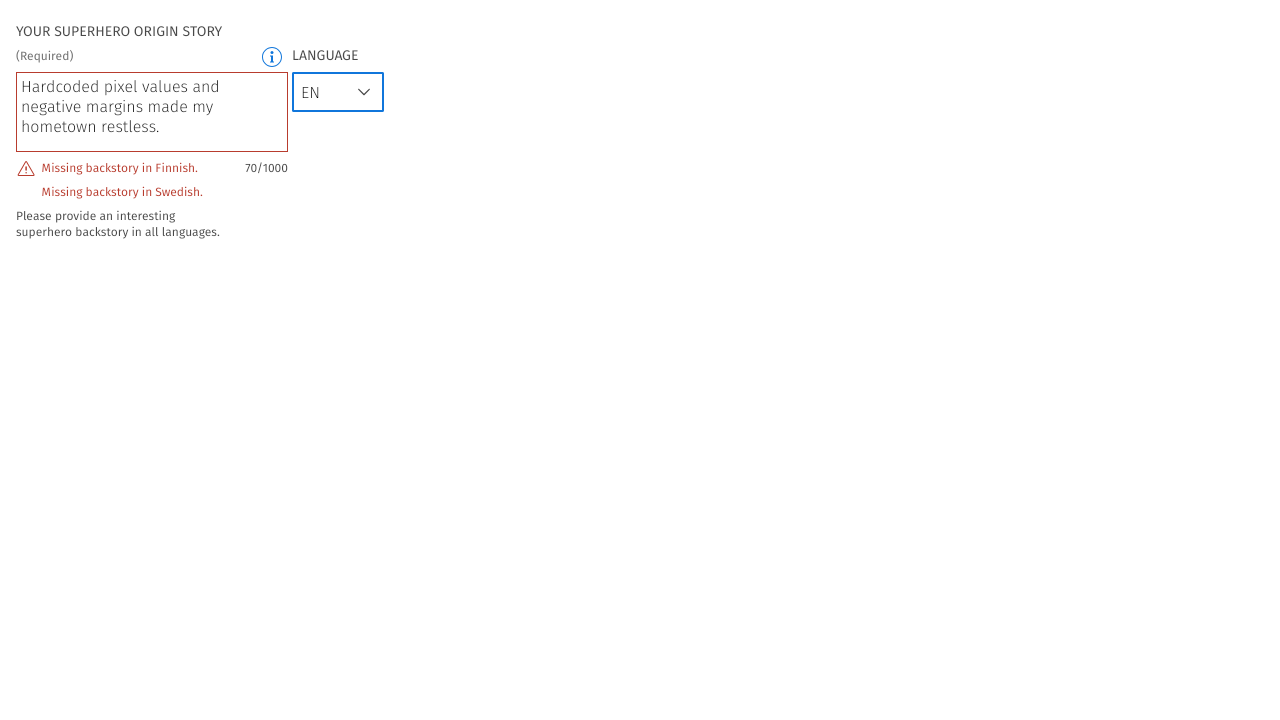 YOUR SUPERHERO ORIGIN STORY
(Required)
LANGUAGE
Hardcoded pixel values and
negative margins made my
hometown restless.
EN
Missing backstory in Finnish.
70/1000
Missing backstory in Swedish.
Please provide an interesting
superhero backstory in all languages.